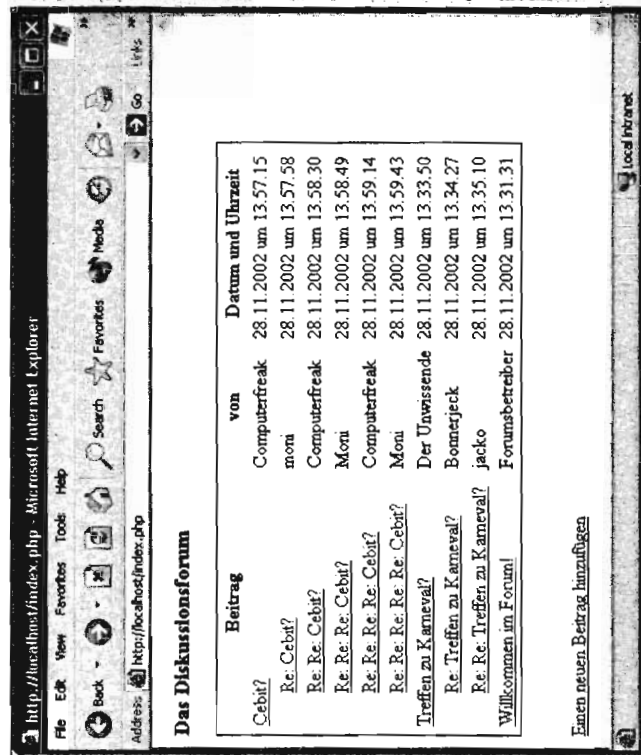 http://localhost/index.php - Microsoft Internet Explorer
File Edit View Favorites Tools Help
Back Search Favorites Media
Address http://localhost/index.php Go Links
Das Diskussionsforum
Beitrag von Datum und Uhrzeit
Cebit? Computerfreak 28.11.2002 um 13.57.15
Re: Cebit? moni 28.11.2002 um 13.57.58
Re: Re: Cebit? Computerfreak 28.11.2002 um 13.58.30
Re: Re: Re: Cebit? Moni 28.11.2002 um 13.58.49
Re: Re: Re: Re: Cebit? Computerfreak 28.11.2002 um 13.59.14
Re: Re: Re: Re: Re: Cebit? Moni 28.11.2002 um 13.59.43
Treffen zu Karneval? Der Unwissende 28.11.2002 um 13.33.50
Re: Treffen zu Karneval? Bonnerjeck 28.11.2002 um 13.34.27
Re: Re: Treffen zu Karneval? jacko 28.11.2002 um 13.35.10
Willkommen im Forum! Forumsbetreiber 28.11.2002 um 13.31.31
Einen neuen Beitrag hinzufügen
Local intranet